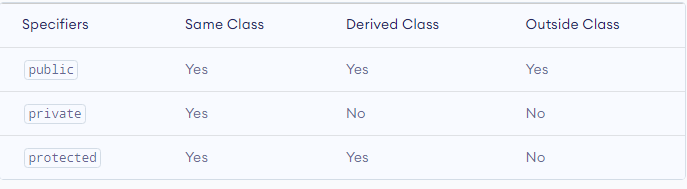 Specifiers Same Class Derived Class Outside Class
public Yes Yes Yes
private Yes No No
protected Yes Yes No